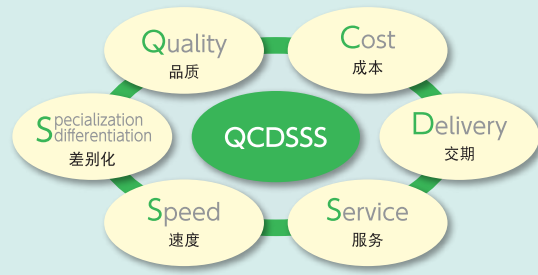 Quality
品质
Cost
成本
Specialization
differentiation
差别化
QCDSSS
Delivery
交期
Speed
速度
Service
服务